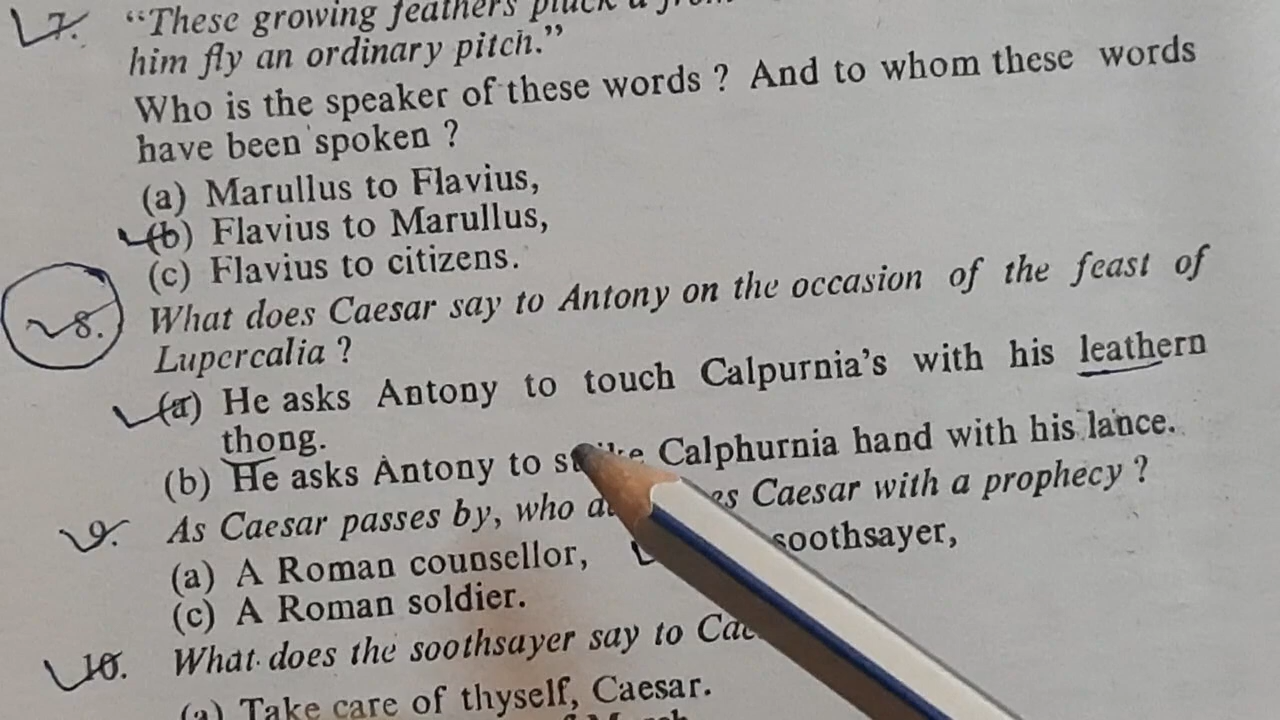 7. "These growing feathers pluck
him fly an ordinary pitch."
Who is the speaker of these words ? And to whom these words
have been spoken ?
(a) Marullus to Flavius,
(b) Flavius to Marullus,
(c) Flavius to citizens.
8. What does Caesar say to Antony on the occasion of the feast of
Lupercalia ?
(a) He asks Antony to touch Calpurnia's with his leathern
thong.
(b) He asks Antony to Calphurnia hand with his lance.
9. As Caesar passes by, who Caesar with a prophecy ?
(a) A Roman counsellor, soothsayer,
(c) A Roman soldier.
10. What does the soothsayer say to
(a) Take care of thyself, Caesar.